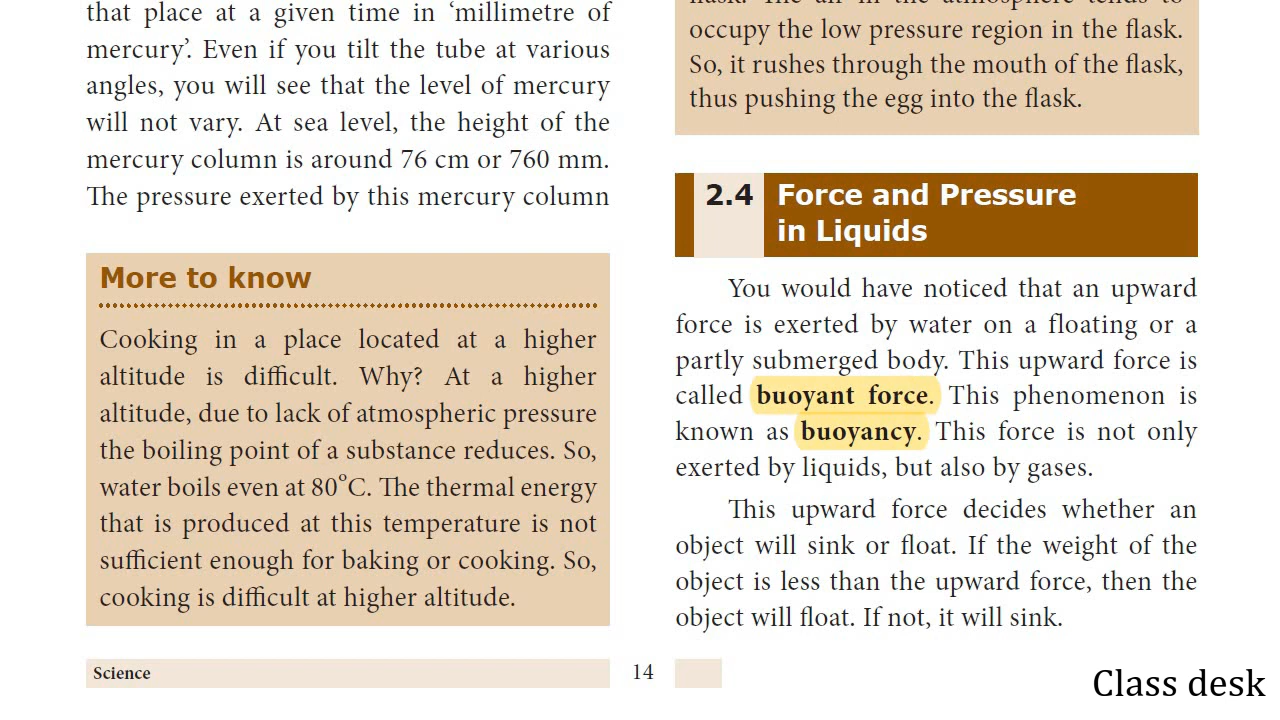 that place at a given time in ‘millimetre of
mercury’. Even if you tilt the tube at various
angles, you will see that the level of mercury
will not vary. At sea level, the height of the
mercury column is around 76 cm or 760 mm.
The pressure exerted by this mercury column
More to know
Cooking in a place located at a higher
altitude is difficult. Why? At a higher
altitude, due to lack of atmospheric pressure
the boiling point of a substance reduces. So,
water boils even at 80°C. The thermal energy
that is produced at this temperature is not
sufficient enough for baking or cooking. So,
cooking is difficult at higher altitude.
flask. The air in the atmosphere tends to
occupy the low pressure region in the flask.
So, it rushes through the mouth of the flask,
thus pushing the egg into the flask.
2.4 Force and Pressure
in Liquids
You would have noticed that an upward
force is exerted by water on a floating or a
partly submerged body. This upward force is
called buoyant force. This phenomenon is
known as buoyancy. This force is not only
exerted by liquids, but also by gases.
This upward force decides whether an
object will sink or float. If the weight of the
object is less than the upward force, then the
object will float. If not, it will sink.
Science
14
Class desk